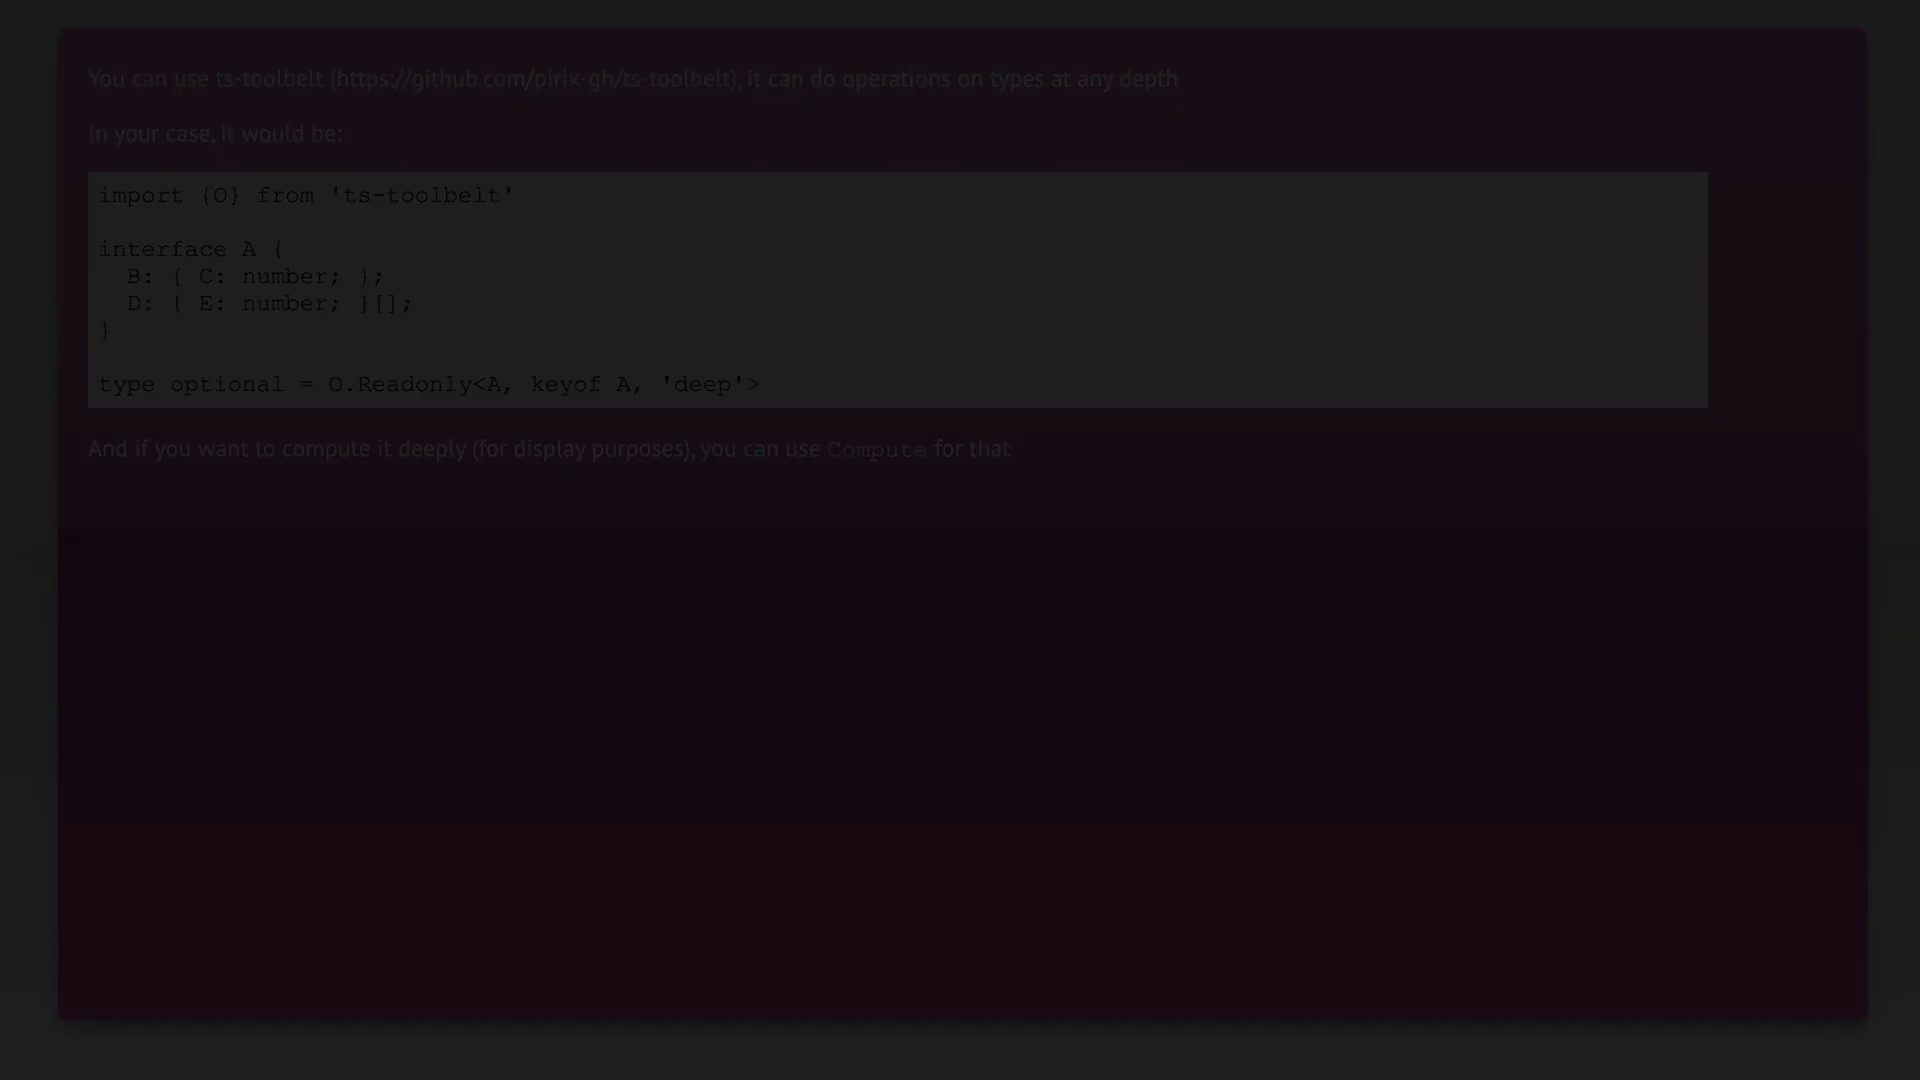 You can use ts-toolbelt (https://github.com/pirix-gh/ts-toolbelt), it can do operations on types at any depth
In your case, it would be:
import {O} from 'ts-toolbelt'
interface A {
  B: { C: number; };
  D: { E: number; }[];
}
type optional = O.Readonly<A, keyof A, 'deep'>
And if you want to compute it deeply (for display purposes), you can use Compute for that